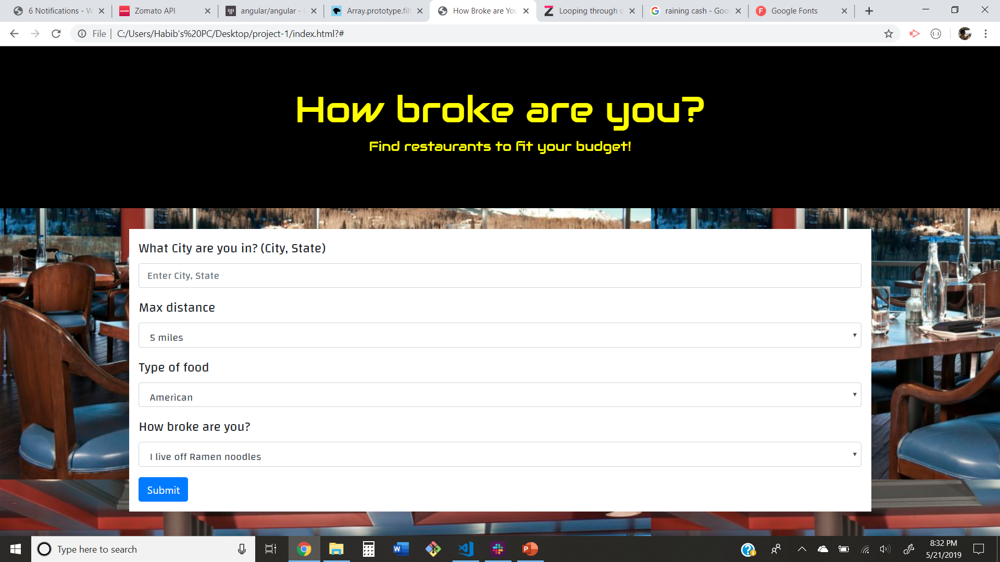 6 Notifications - W
Zomato API
angular/angular - G
Array.prototype.filt
How Broke are You
Looping through o
raining cash - Goo
Google Fonts
File
C:/Users/Habib's%20PC/Desktop/project-1/index.html?#
How broke are you?
Find restaurants to fit your budget!
What City are you in? (City, State)
Enter City, State
Max distance
5 miles
Type of food
American
How broke are you?
I live off Ramen noodles
Submit
Type here to search
8:32 PM
5/21/2019